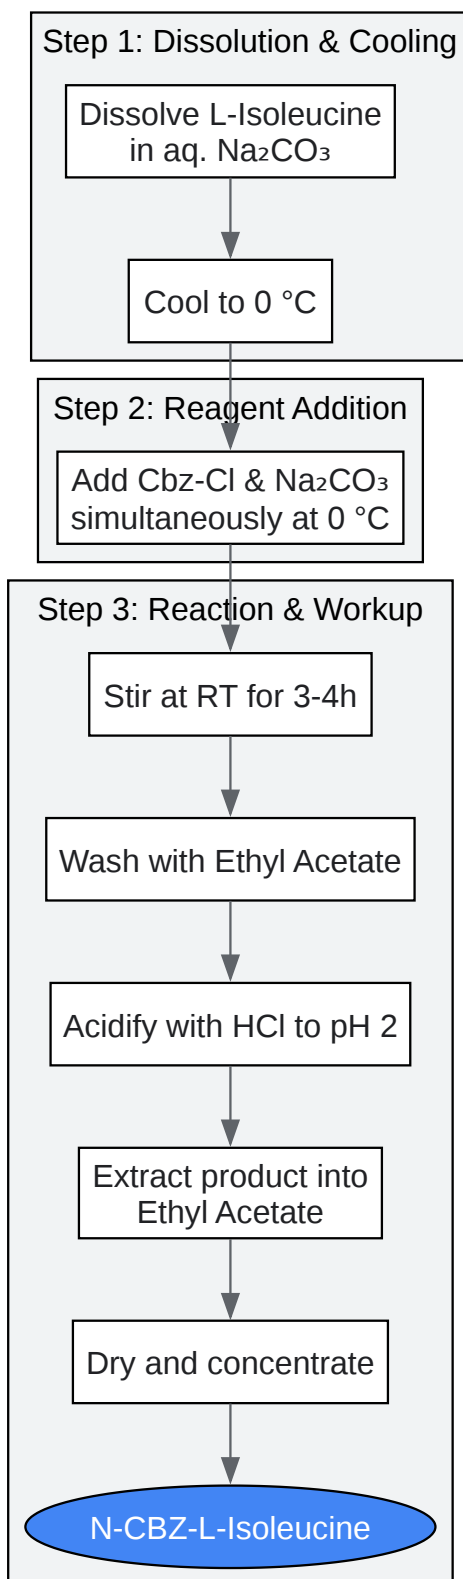 Step 1: Dissolution & Cooling
Dissolve L-Isoleucine
in aq. Na₂CO₃
Cool to 0 °C
Step 2: Reagent Addition
Add Cbz-Cl & Na₂CO₃
simultaneously at 0 °C
Step 3: Reaction & Workup
Stir at RT for 3-4h
Wash with Ethyl Acetate
Acidify with HCl to pH 2
Extract product into
Ethyl Acetate
Dry and concentrate
N-CBZ-L-Isoleucine